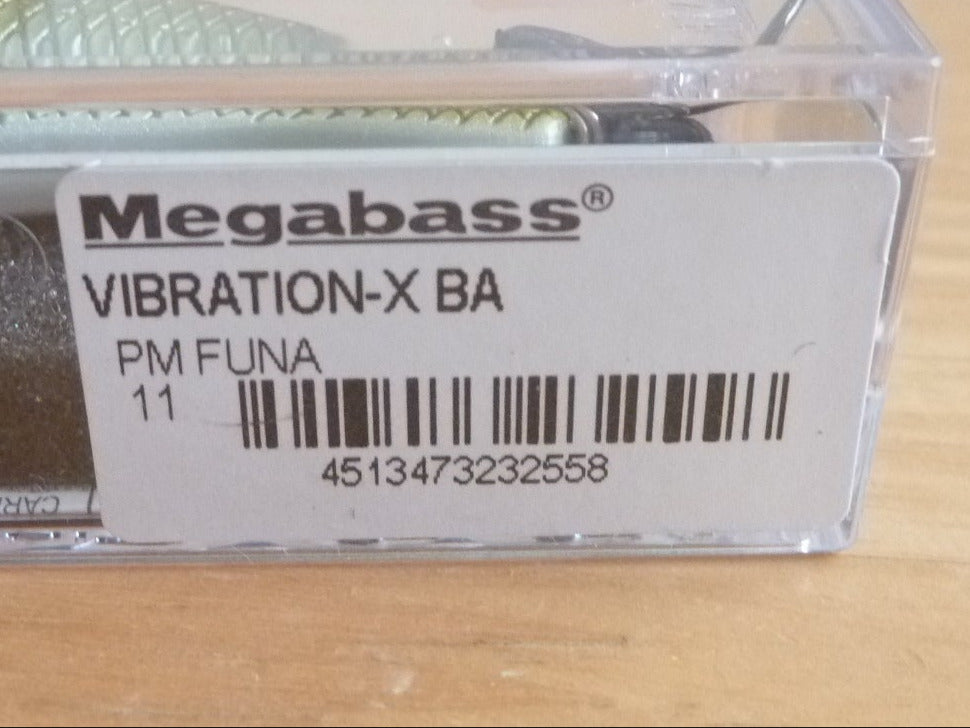 Megabass®
VIBRATION-X BA
PM FUNA
11
4513473232558